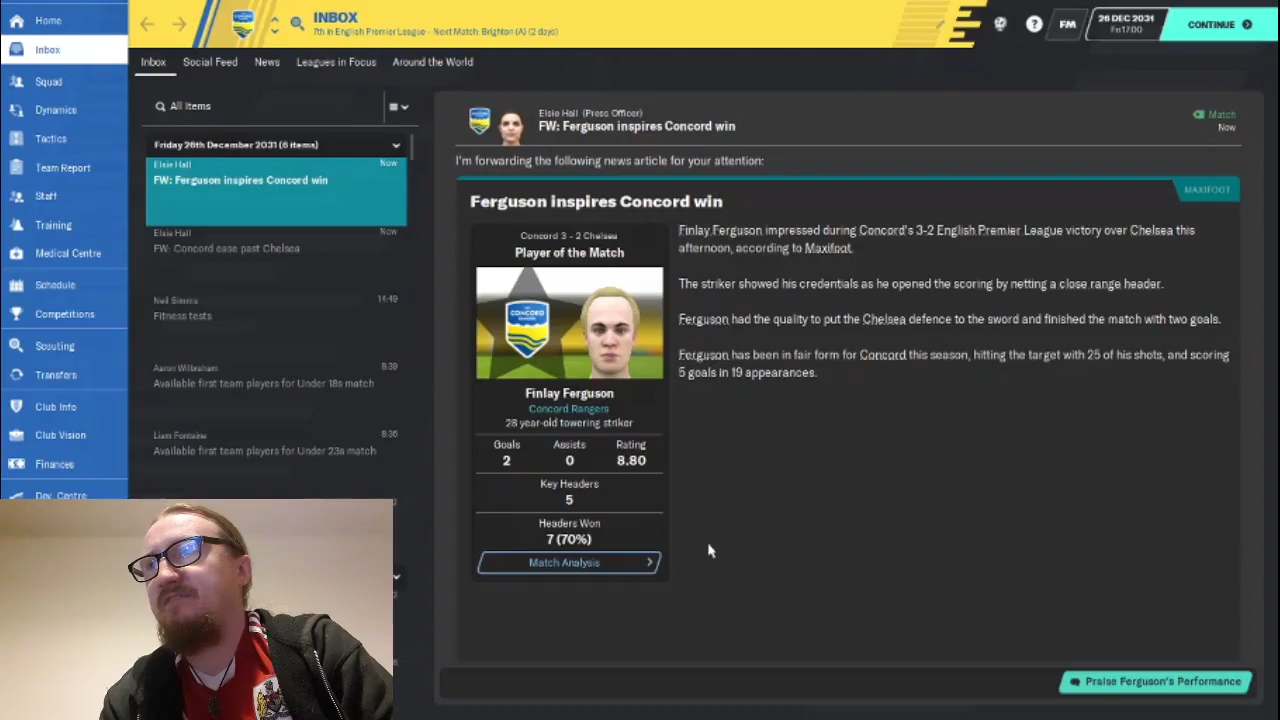 Home
Inbox
Squad
Dynamics
Tactics
Team Report
Staff
Training
Medical Centre
Schedule
Competitions
Scouting
Transfers
Club Info
Club Vision
Finances
Dev. Centre
INBOX
7th in English Premier League - Next Match: Brighton (A) (2 days)
?
FM
26 DEC 2031
Fri 17:00
CONTINUE
Inbox
Social Feed
News
Leagues in Focus
Around the World
All Items
Friday 26th December 2031 (6 items)
Elsie Hall
Now
FW: Ferguson inspires Concord win
Elsie Hall
Now
FW: Concord ease past Chelsea
Neil Simms
14:49
Fitness tests
Aaron Wilbraham
8:39
Available first team players for Under 18s match
Liam Fontaine
8:36
Available first team players for Under 23s match
Elsie Hall (Press Officer)
FW: Ferguson inspires Concord win
Match
Now
I'm forwarding the following news article for your attention:
MAXIFOOT
Ferguson inspires Concord win
Concord 3 - 2 Chelsea
Player of the Match
CONCORD
Finlay Ferguson
Concord Rangers
28 year-old towering striker
Goals Assists Rating
2 0 8.80
Key Headers
5
Headers Won
7 (70%)
Match Analysis
Finlay Ferguson impressed during Concord's 3-2 English Premier League victory over Chelsea this
afternoon, according to Maxifoot.
The striker showed his credentials as he opened the scoring by netting a close range header.
Ferguson had the quality to put the Chelsea defence to the sword and finished the match with two goals.
Ferguson has been in fair form for Concord this season, hitting the target with 25 of his shots, and scoring
5 goals in 19 appearances.
Praise Ferguson's Performance